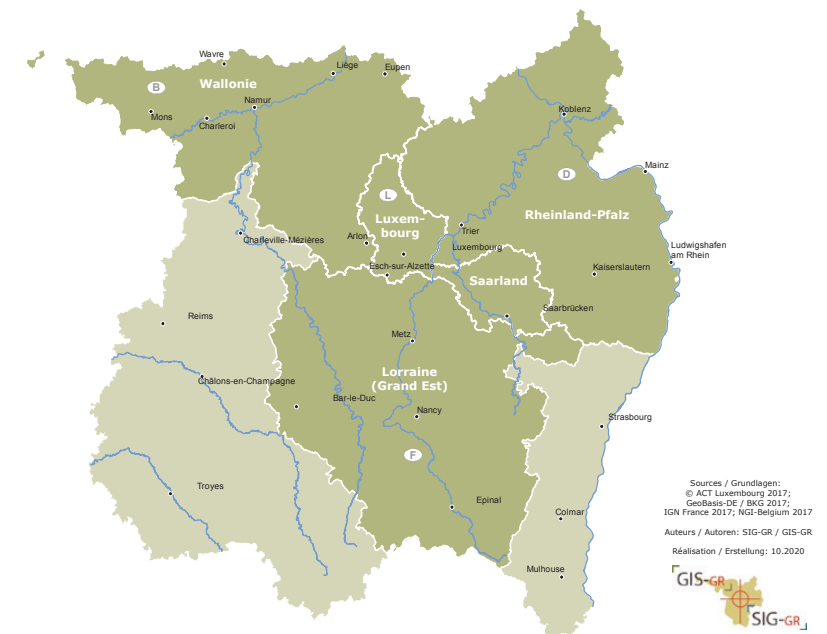 Wavre
Liège
Eupen
B
Wallonie
Namur
Mons
Charleroi
Koblenz
Mainz
D
L
Rheinland-Pfalz
Luxem-
bourg
Trier
Arlon
Charleville-Mézières
Luxembourg
Ludwigshafen
am Rhein
Esch-sur-Alzette
Kaiserslautern
Saarland
Saarbrücken
Reims
Metz
Lorraine
(Grand Est)
Châlons-en-Champagne
Bar-le-Duc
Nancy
Strasbourg
F
Troyes
Epinal
Colmar
Mulhouse
Sources / Grundlagen:
© ACT Luxembourg 2017;
GeoBasis-DE / BKG 2017;
IGN France 2017; NGI-Belgium 2017
Auteurs / Autoren: SIG-GR / GIS-GR
Réalisation / Erstellung: 10.2020
GIS-GR
SIG-GR